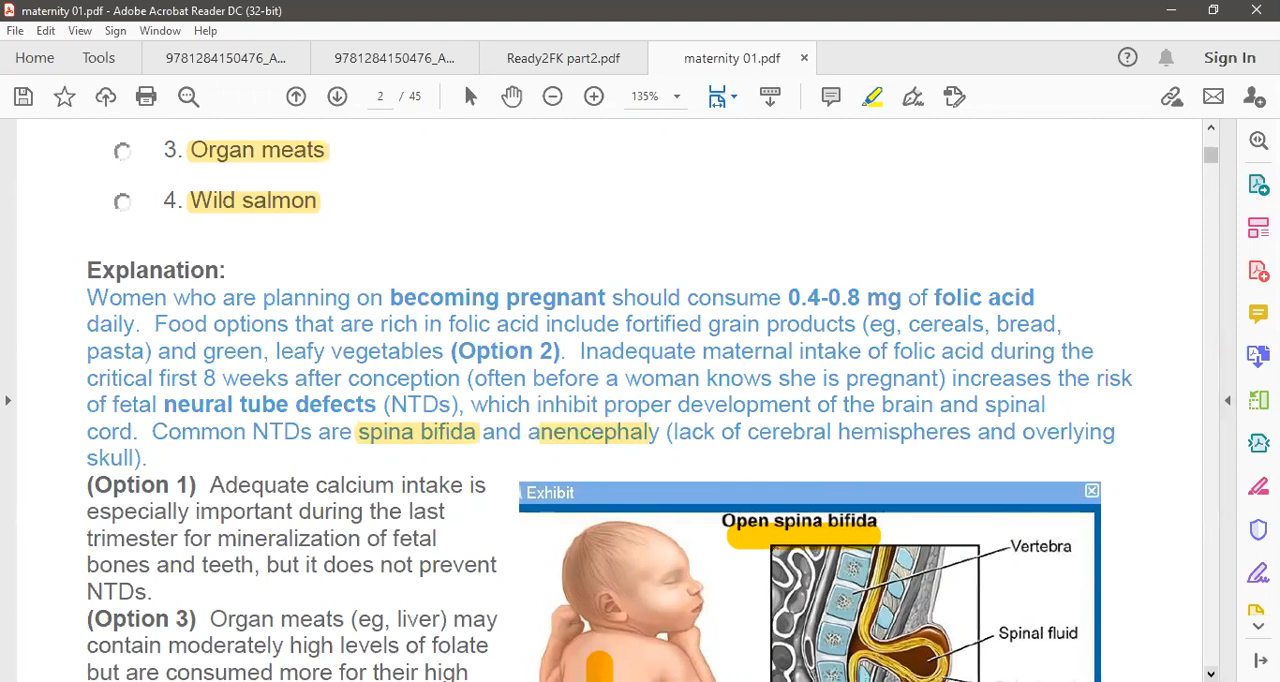 maternity 01.pdf - Adobe Acrobat Reader DC (32-bit)
File Edit View Sign Window Help
Home Tools 9781284150476_A... 9781284150476_A... Ready2FK part2.pdf maternity 01.pdf × Sign In
2 / 45 135%
3. Organ meats
4. Wild salmon
Explanation:
Women who are planning on becoming pregnant should consume 0.4-0.8 mg of folic acid
daily. Food options that are rich in folic acid include fortified grain products (eg, cereals, bread,
pasta) and green, leafy vegetables (Option 2). Inadequate maternal intake of folic acid during the
critical first 8 weeks after conception (often before a woman knows she is pregnant) increases the risk
of fetal neural tube defects (NTDs), which inhibit proper development of the brain and spinal
cord. Common NTDs are spina bifida and anencephaly (lack of cerebral hemispheres and overlying
skull).
(Option 1) Adequate calcium intake is
especially important during the last
trimester for mineralization of fetal
bones and teeth, but it does not prevent
NTDs.
(Option 3) Organ meats (eg, liver) may
contain moderately high levels of folate
but are consumed more for their high
Exhibit
Open spina bifida
Vertebra
Spinal fluid